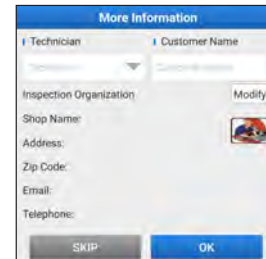 More Information
Technician Customer Name
Inspection Organization Modify
Shop Name:
Address:
Zip Code:
Email:
Telephone:
SKIP OK